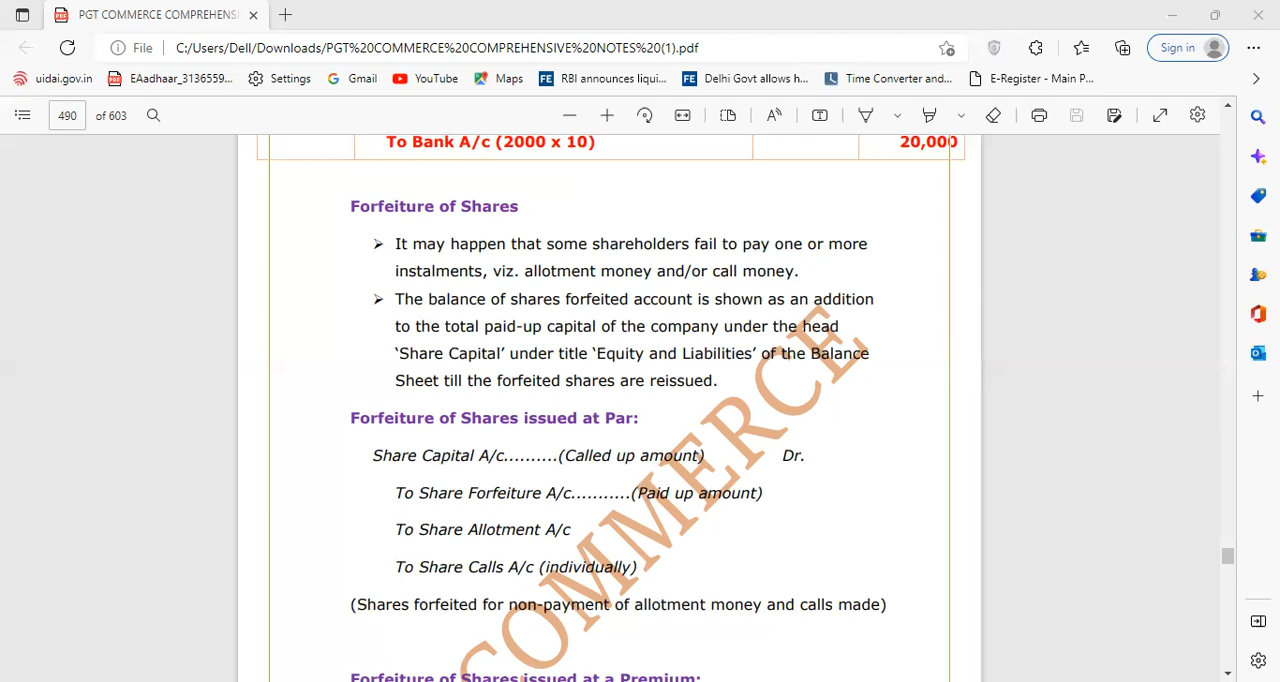 PGT COMMERCE COMPREHENSI
File C:/Users/Dell/Downloads/PGT%20COMMERCE%20COMPREHENSIVE%20NOTES%20(1).pdf Sign in
uidai.gov.in EAadhaar_3136559... Settings Gmail YouTube Maps RBI announces liqui... Delhi Govt allows h... Time Converter and... E-Register - Main P...
490 of 603
To Bank A/c (2000 x 10) 20,000
Forfeiture of Shares
➢ It may happen that some shareholders fail to pay one or more
instalments, viz. allotment money and/or call money.
➢ The balance of shares forfeited account is shown as an addition
to the total paid-up capital of the company under the head
‘Share Capital’ under title ‘Equity and Liabilities’ of the Balance
Sheet till the forfeited shares are reissued.
Forfeiture of Shares issued at Par:
Share Capital A/c..........(Called up amount) Dr.
To Share Forfeiture A/c...........(Paid up amount)
To Share Allotment A/c
To Share Calls A/c (individually)
(Shares forfeited for non-payment of allotment money and calls made)
Forfeiture of Shares issued at a Premium:
COMMERCE